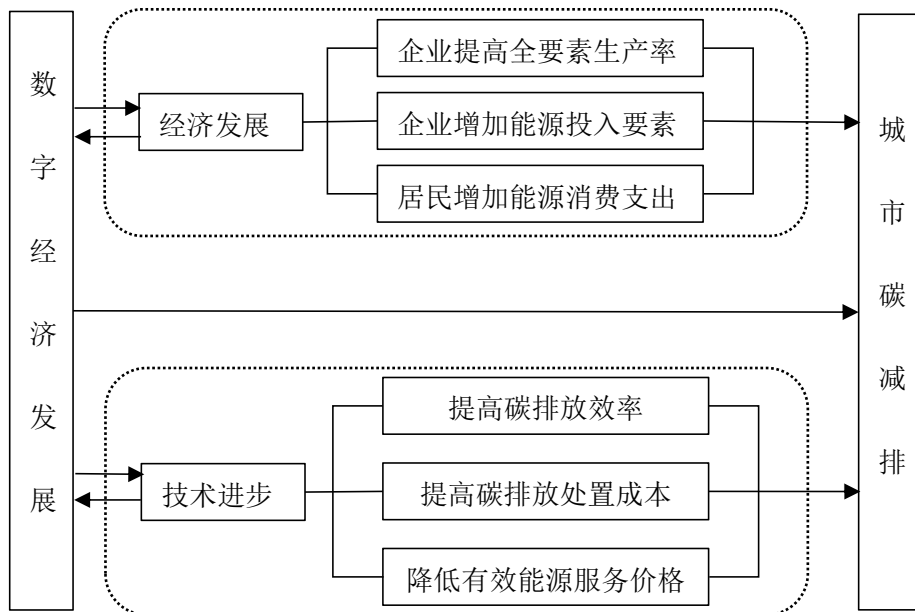 数字经济发展
经济发展
企业提高全要素生产率
企业增加能源投入要素
居民增加能源消费支出
技术进步
提高碳排放效率
提高碳排放处置成本
降低有效能源服务价格
城市碳减排